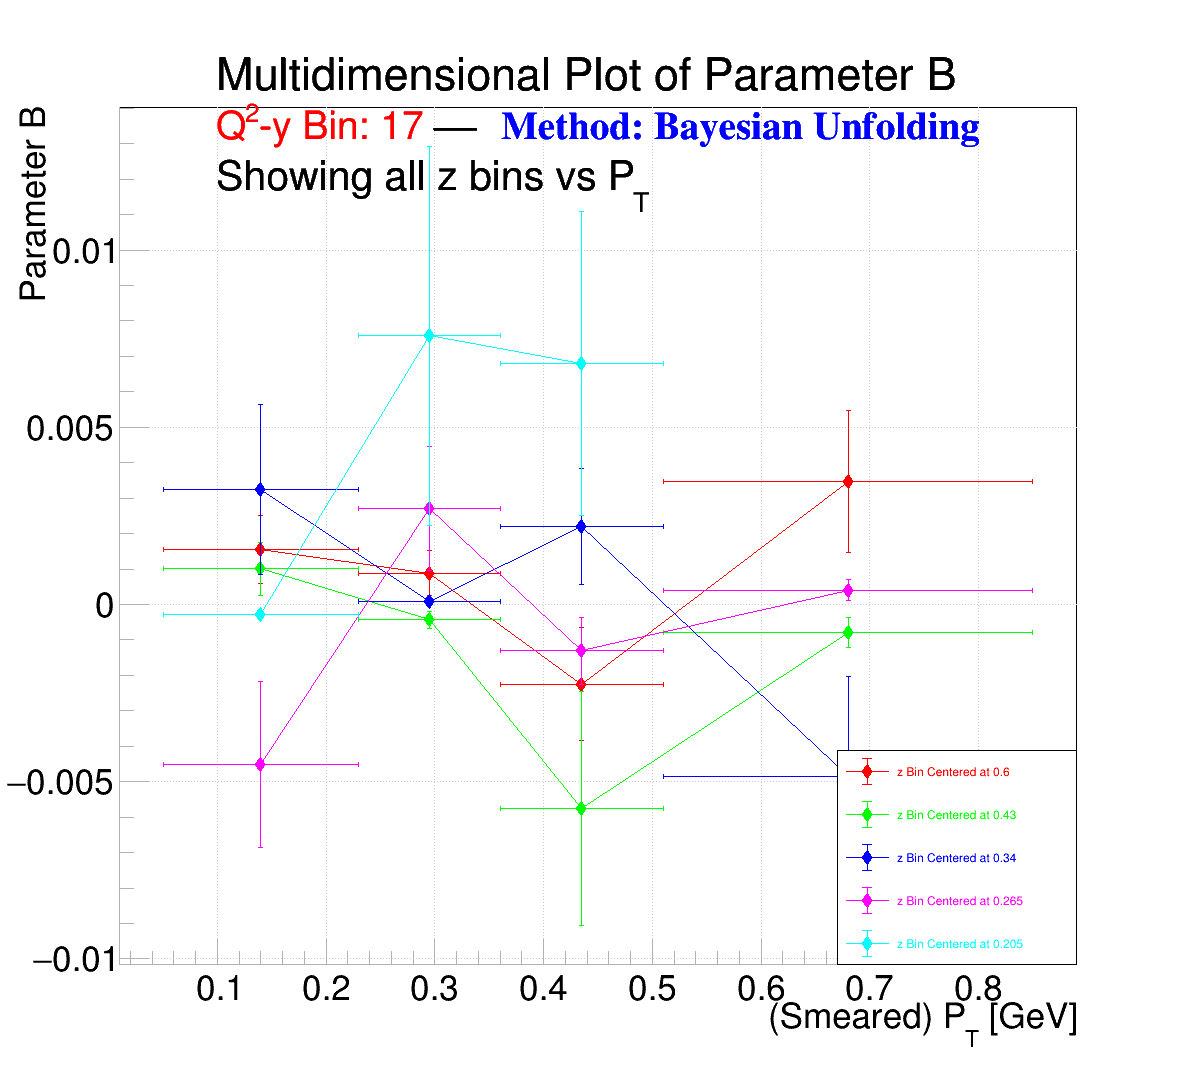 Multidimensional Plot of Parameter B
Q²-y Bin: 17 — Method: Bayesian Unfolding
Showing all z bins vs P_T
Parameter B
0.01
0.005
0
−0.005
−0.01
z Bin Centered at 0.6
z Bin Centered at 0.43
z Bin Centered at 0.34
z Bin Centered at 0.265
z Bin Centered at 0.205
0.1 0.2 0.3 0.4 0.5 0.6 0.7 0.8
(Smeared) P_T [GeV]